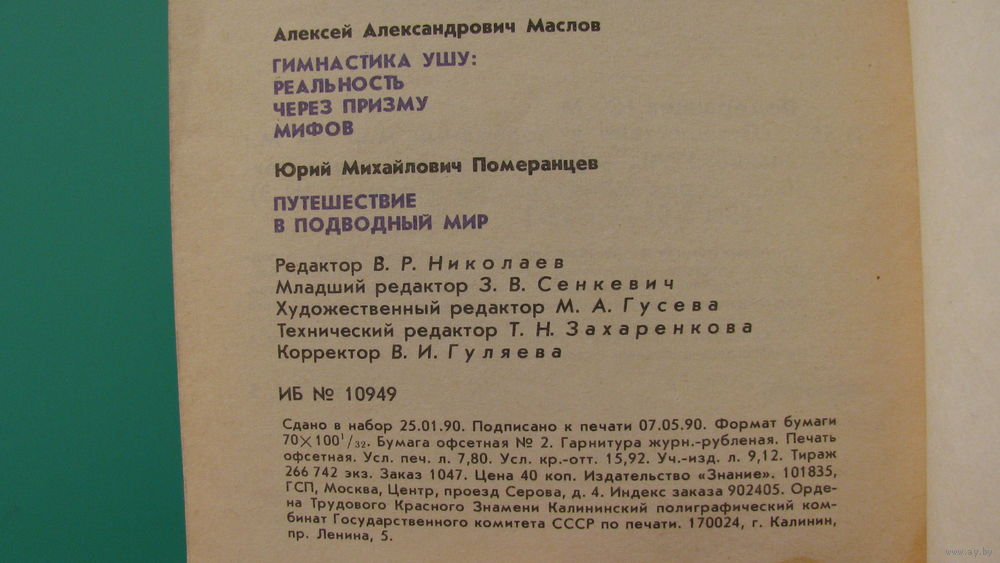 Алексей Александрович Маслов
ГИМНАСТИКА УШУ:
РЕАЛЬНОСТЬ
ЧЕРЕЗ ПРИЗМУ
МИФОВ
Юрий Михайлович Померанцев
ПУТЕШЕСТВИЕ
В ПОДВОДНЫЙ МИР
Редактор В. Р. Николаев
Младший редактор З. В. Сенкевич
Художественный редактор М. А. Гусева
Технический редактор Т. Н. Захаренкова
Корректор В. И. Гуляева
ИБ № 10949
Сдано в набор 25.01.90. Подписано к печати 07.05.90. Формат бумаги
70×100¹/₃₂. Бумага офсетная № 2. Гарнитура журн.-рубленая. Печать
офсетная. Усл. печ. л. 7,80. Усл. кр.-отт. 15,92. Уч.-изд. л. 9,12. Тираж
266 742 экз. Заказ 1047. Цена 40 коп. Издательство «Знание». 101835,
ГСП, Москва, Центр, проезд Серова, д. 4. Индекс заказа 902405. Орде-
на Трудового Красного Знамени Калининский полиграфический ком-
бинат Государственного комитета СССР по печати. 170024, г. Калинин,
пр. Ленина, 5.
www.ay.by